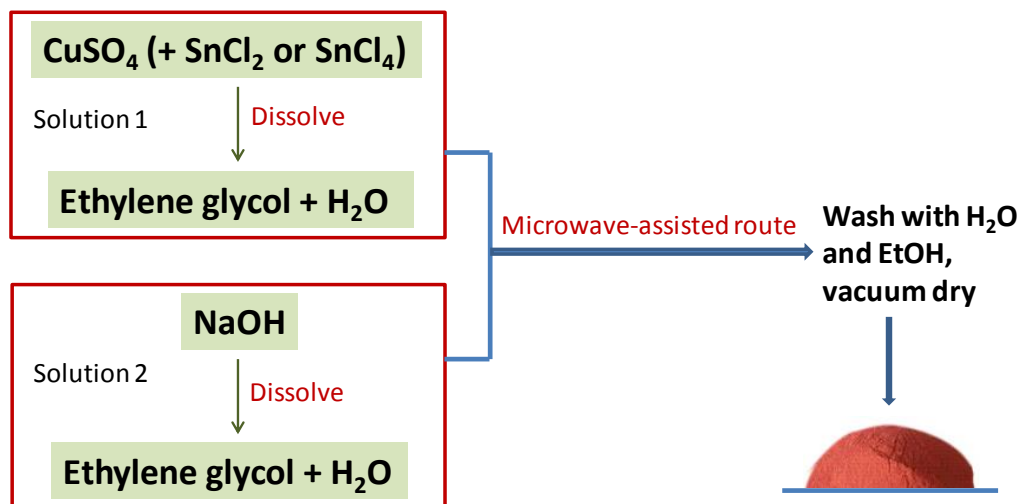 CuSO₄ (+ SnCl₂ or SnCl₄)
Solution 1
Dissolve
Ethylene glycol + H₂O
NaOH
Solution 2
Dissolve
Ethylene glycol + H₂O
Microwave-assisted route
Wash with H₂O
and EtOH,
vacuum dry